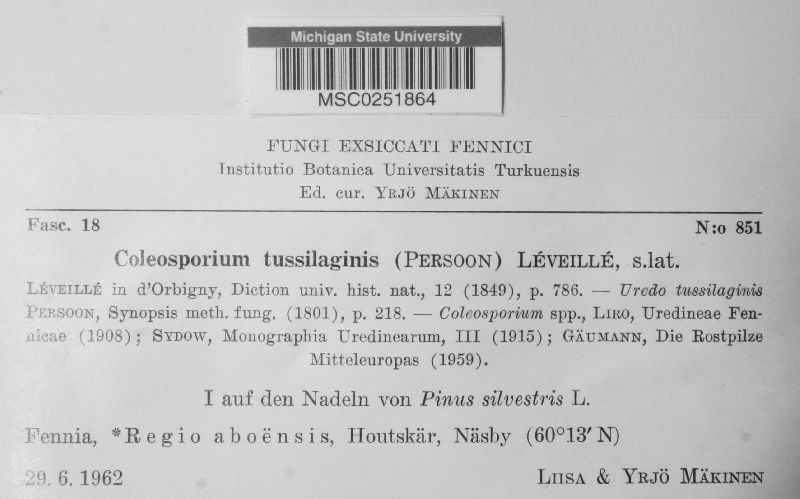 Michigan State University
MSC0251864
FUNGI EXSICCATI FENNICI
Institutio Botanica Universitatis Turkuensis
Ed. cur. YRJÖ MÄKINEN
Fasc. 18 N:o 851
Coleosporium tussilaginis (PERSOON) LÉVEILLÉ, s.lat.
LÉVEILLÉ in d'Orbigny, Diction univ. hist. nat., 12 (1849), p. 786. — Uredo tussilaginis
PERSOON, Synopsis meth. fung. (1801), p. 218. — Coleosporium spp., LIRO, Uredineae Fen-
nicae (1908); SYDOW, Monographia Uredinearum, III (1915); GÄUMANN, Die Rostpilze
Mitteleuropas (1959).
I auf den Nadeln von Pinus silvestris L.
Fennia, *Regio aboënsis, Houtskär, Näsby (60°13' N)
29. 6. 1962 LIISA & YRJÖ MÄKINEN